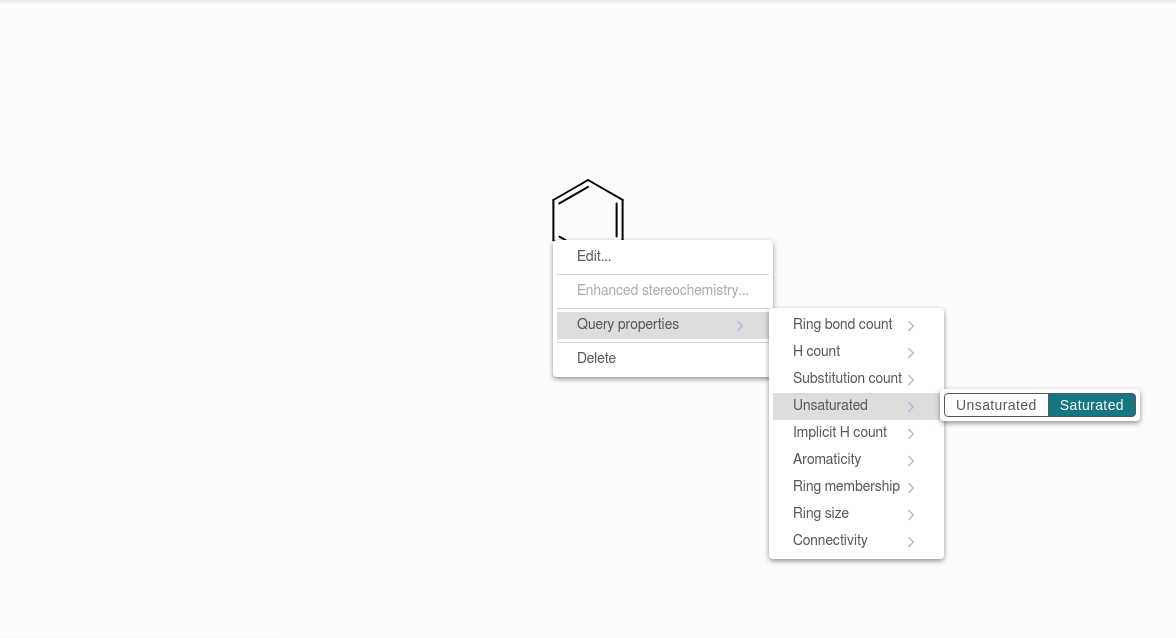 Edit...
Enhanced stereochemistry...
Query properties
Delete
Ring bond count
H count
Substitution count
Unsaturated
Unsaturated Saturated
Implicit H count
Aromaticity
Ring membership
Ring size
Connectivity